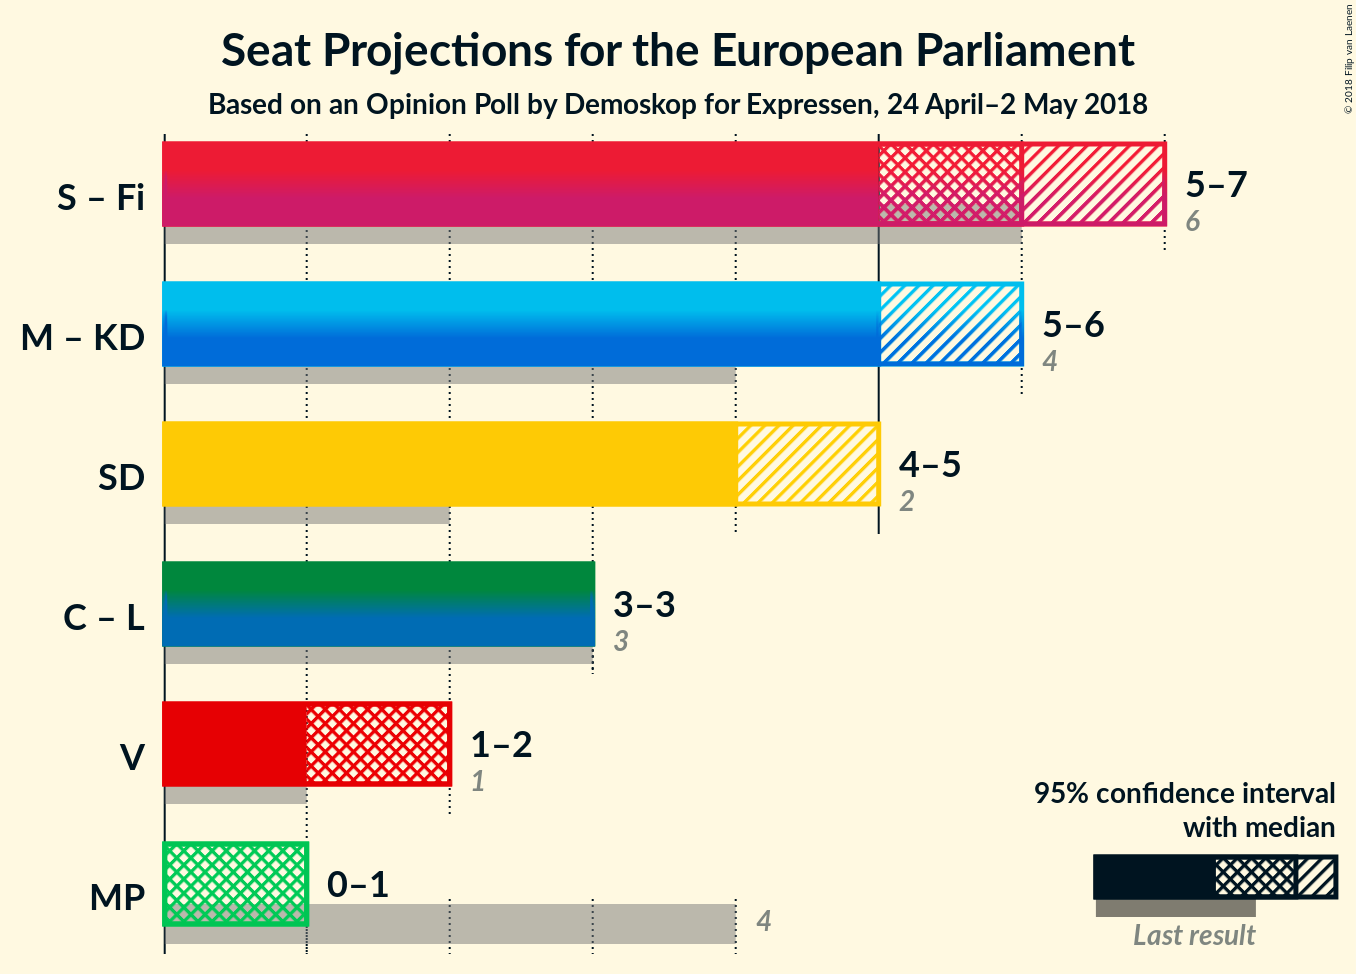 Seat Projections for the European Parliament
Based on an Opinion Poll by Demoskop for Expressen, 24 April–2 May 2018
© 2018 Filip van Laenen
S – Fi
5–7
6
M – KD
5–6
4
SD
4–5
2
C – L
3–3
3
V
1–2
1
MP
0–1
4
95% confidence interval
with median
Last result